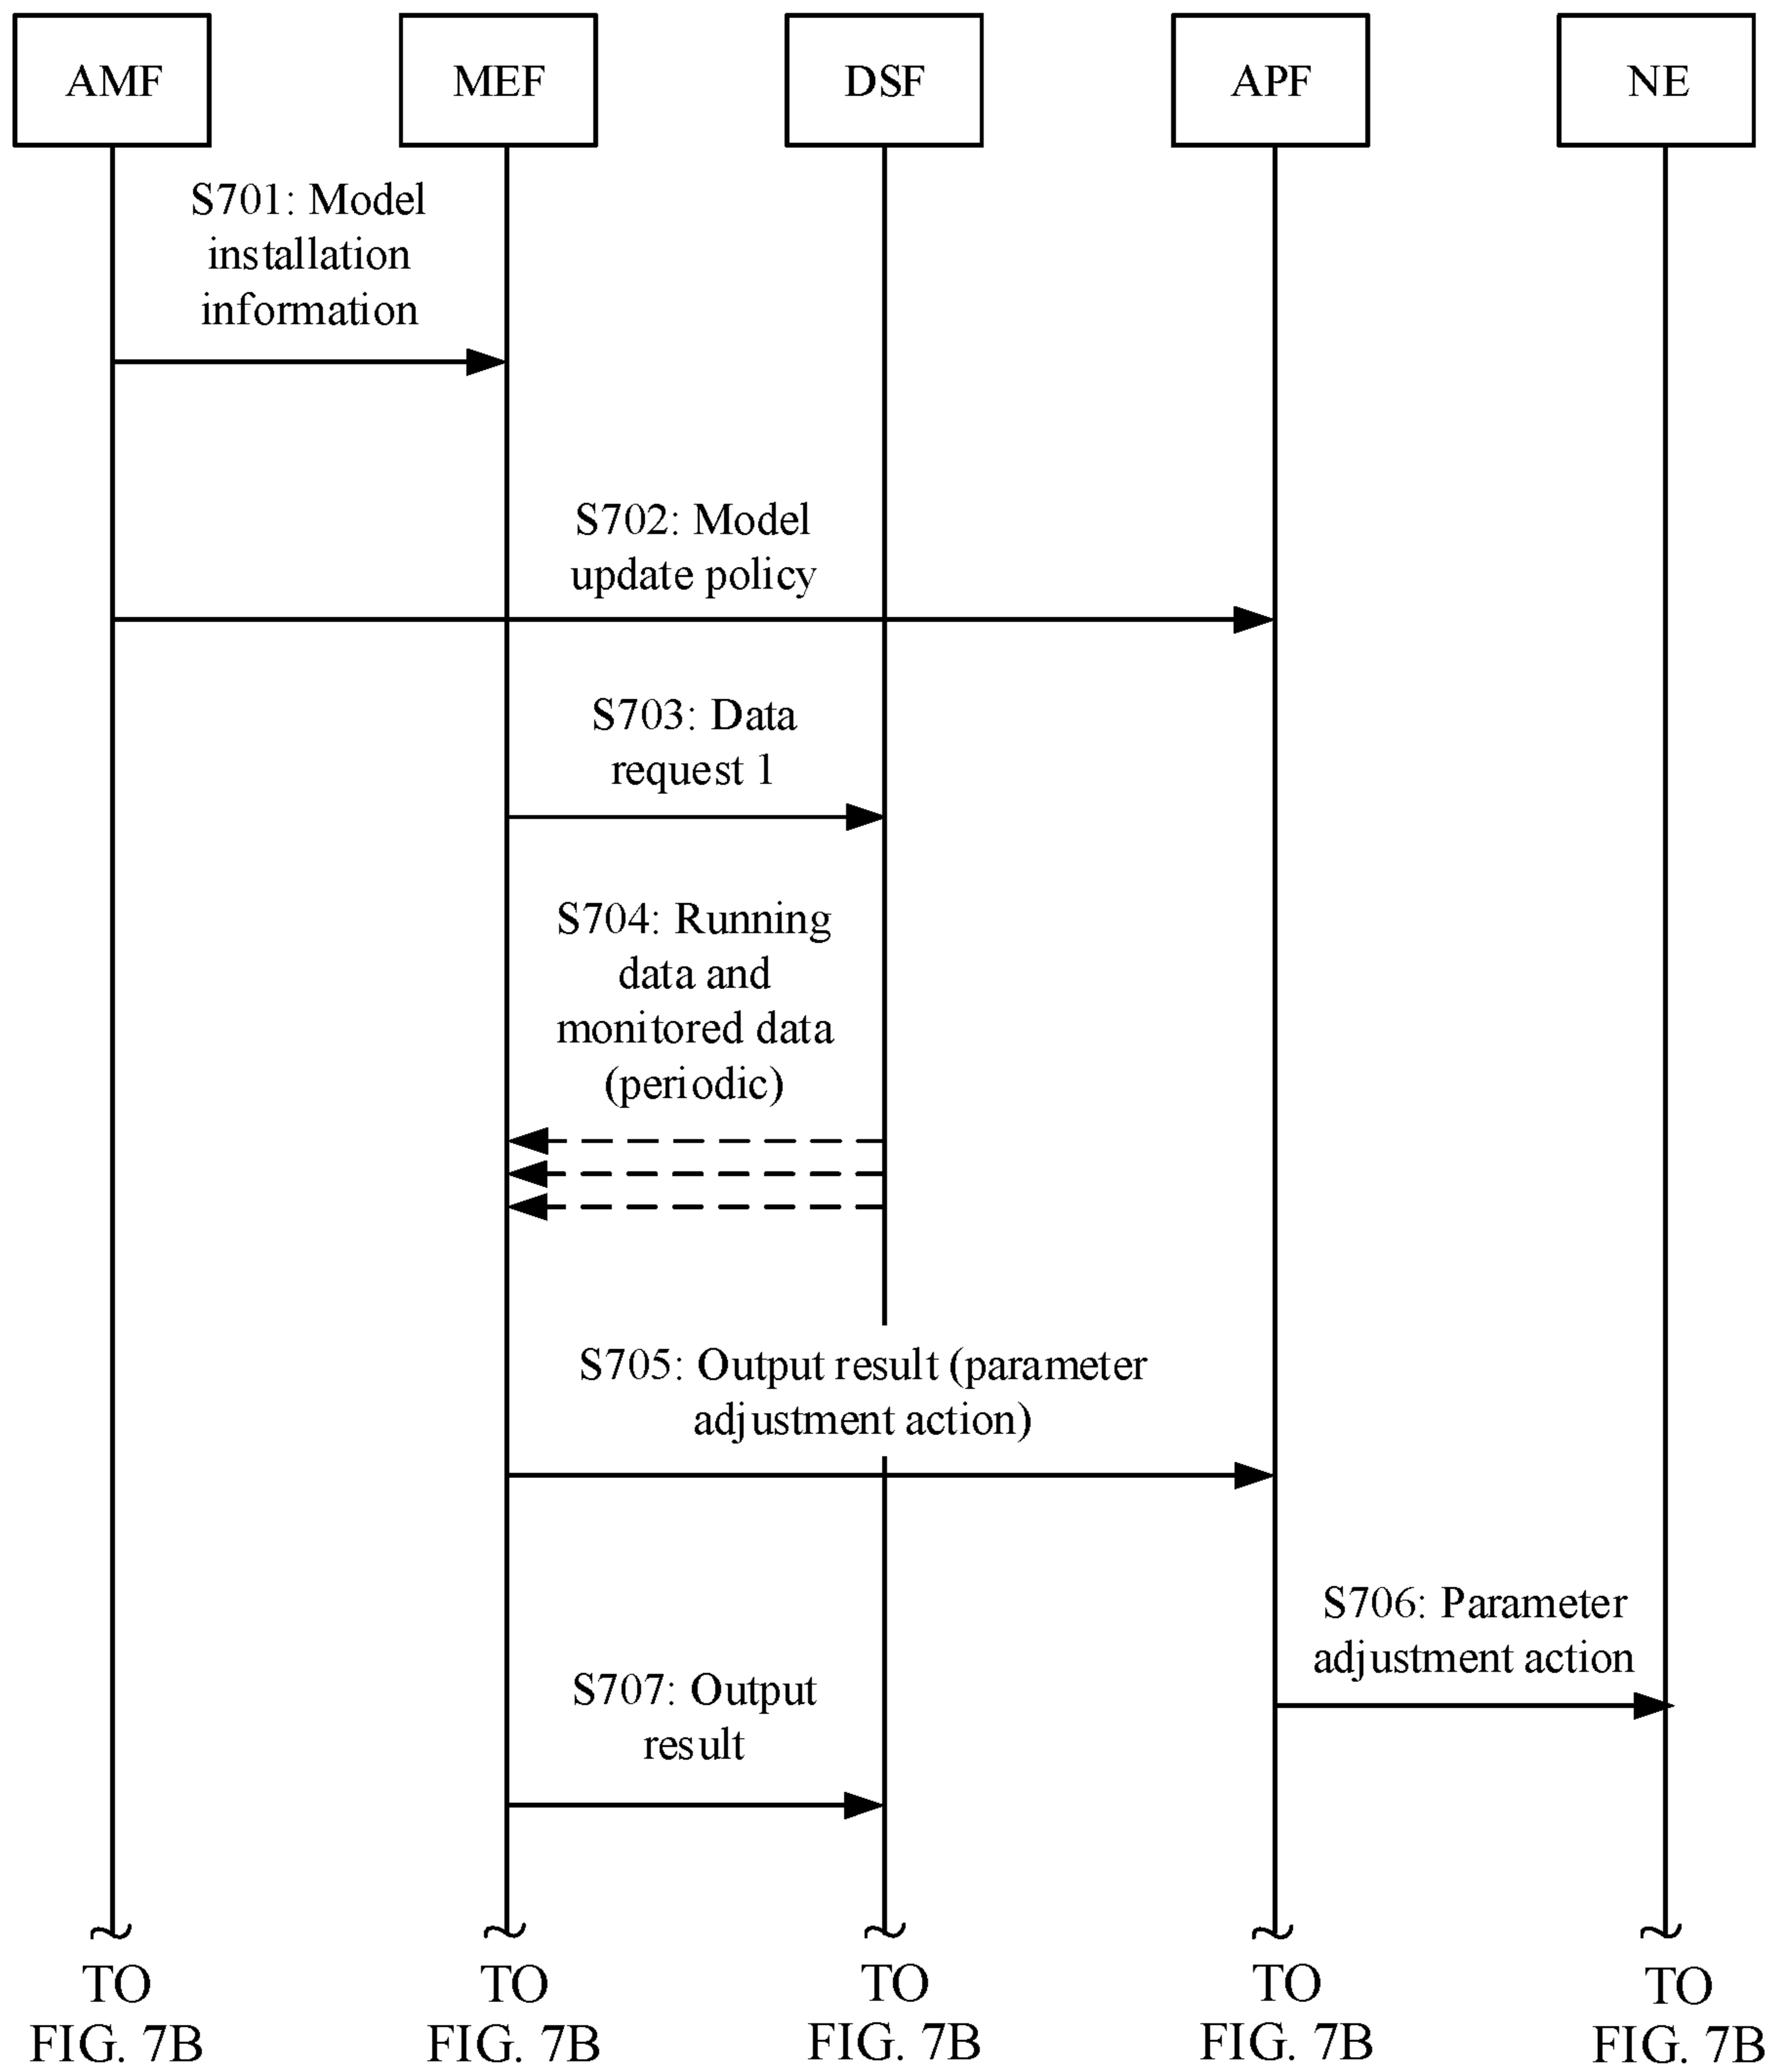 AMF
MEF
DSF
APF
NE
S701: Model
installation
information
S702: Model
update policy
S703: Data
request 1
S704: Running
data and
monitored data
(periodic)
S705: Output result (parameter
adjustment action)
S706: Parameter
adjustment action
S707: Output
result
TO
FIG. 7B
TO
FIG. 7B
TO
FIG. 7B
TO
FIG. 7B
TO
FIG. 7B